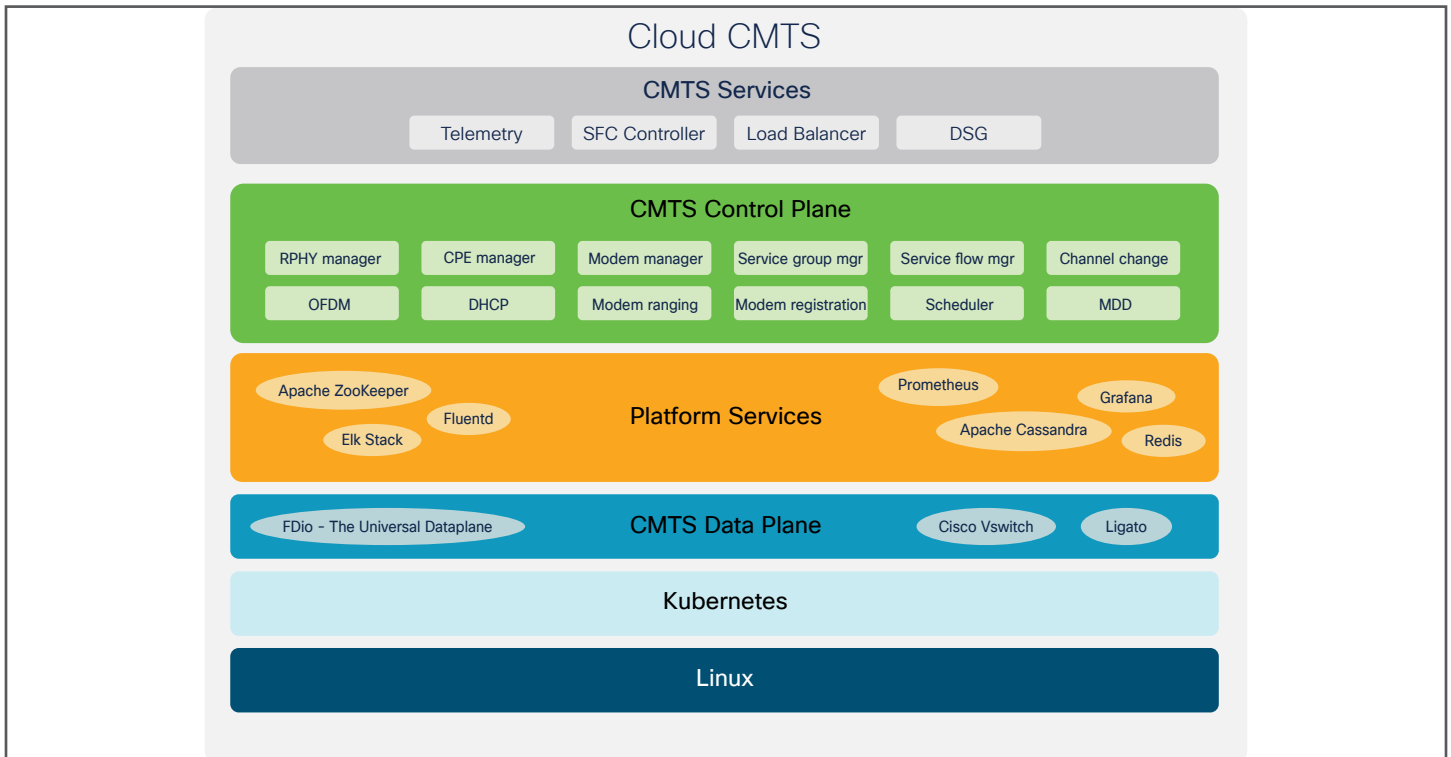 Cloud CMTS
CMTS Services
Telemetry
SFC Controller
Load Balancer
DSG
CMTS Control Plane
RPHY manager
CPE manager
Modem manager
Service group mgr
Service flow mgr
Channel change
OFDM
DHCP
Modem ranging
Modem registration
Scheduler
MDD
Platform Services
Apache ZooKeeper
Fluentd
Elk Stack
Prometheus
Grafana
Apache Cassandra
Redis
CMTS Data Plane
FDio - The Universal Dataplane
Cisco Vswitch
Ligato
Kubernetes
Linux